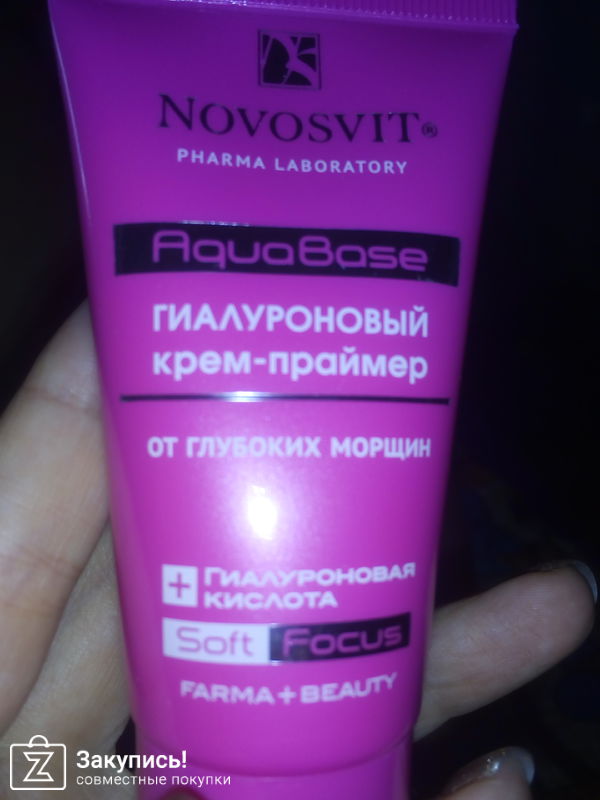 NOVOSVIT®
PHARMA LABORATORY
AquaBase
ГИАЛУРОНОВЫЙ
крем-праймер
ОТ ГЛУБОКИХ МОРЩИН
+ ГИАЛУРОНОВАЯ
КИСЛОТА
Soft Focus
FARMA+BEAUTY
Закупись!
совместные покупки